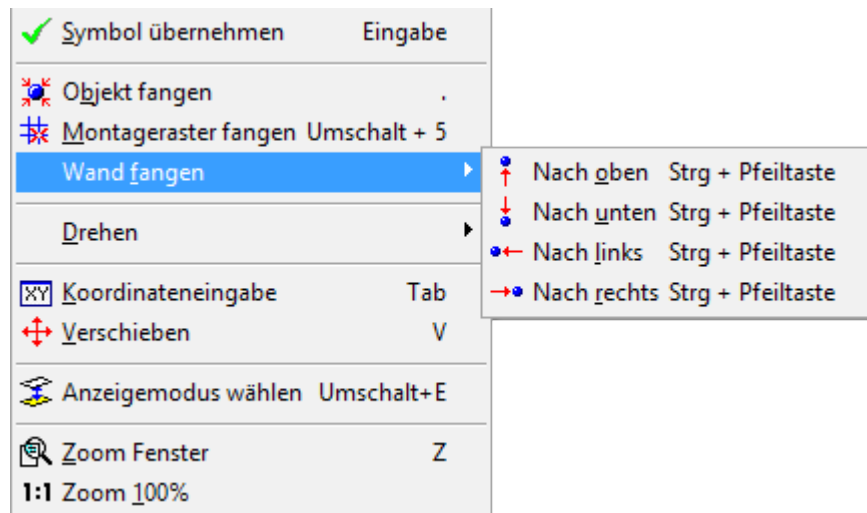 Symbol übernehmen Eingabe
Objekt fangen .
Montageraster fangen Umschalt + 5
Wand fangen
Nach oben Strg + Pfeiltaste
Nach unten Strg + Pfeiltaste
Nach links Strg + Pfeiltaste
Nach rechts Strg + Pfeiltaste
Drehen
XY Koordinateneingabe Tab
Verschieben V
Anzeigemodus wählen Umschalt+E
Zoom Fenster Z
1:1 Zoom 100%